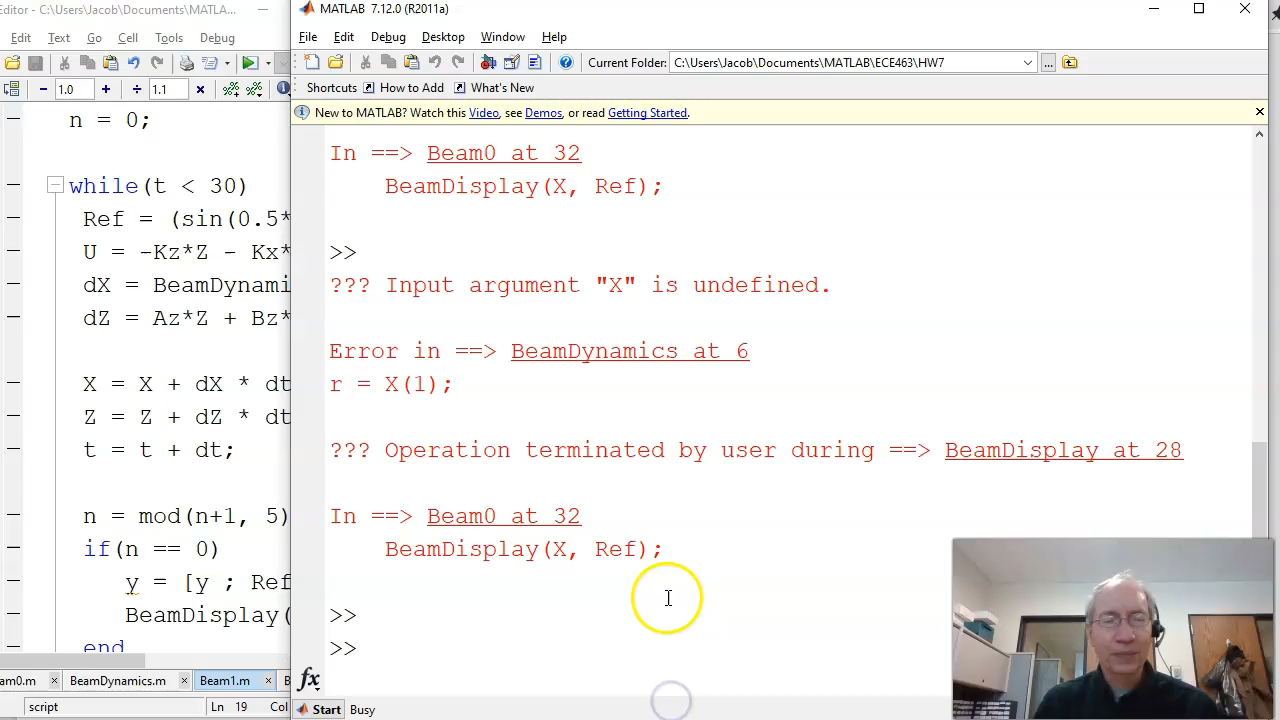 Editor - C:\Users\Jacob\Documents\MATLA...
Edit Text Go Cell Tools Debug
1.0 1.1
n = 0;
while(t < 30)
Ref = (sin(0.5*
U = -Kz*Z - Kx*
dX = BeamDynami
dZ = Az*Z + Bz*
X = X + dX * dt
Z = Z + dZ * dt
t = t + dt;
n = mod(n+1, 5)
if(n == 0)
y = [y ; Ref
BeamDisplay(
end
am0.m BeamDynamics.m Beam1.m B
script Ln 19 Col
MATLAB 7.12.0 (R2011a)
File Edit Debug Desktop Window Help
Current Folder: C:\Users\Jacob\Documents\MATLAB\ECE463\HW7
Shortcuts How to Add What's New
New to MATLAB? Watch this Video, see Demos, or read Getting Started.
In ==> Beam0 at 32
BeamDisplay(X, Ref);
>>
??? Input argument "X" is undefined.
Error in ==> BeamDynamics at 6
r = X(1);
??? Operation terminated by user during ==> BeamDisplay at 28
In ==> Beam0 at 32
BeamDisplay(X, Ref);
>>
>>
fx
Start Busy